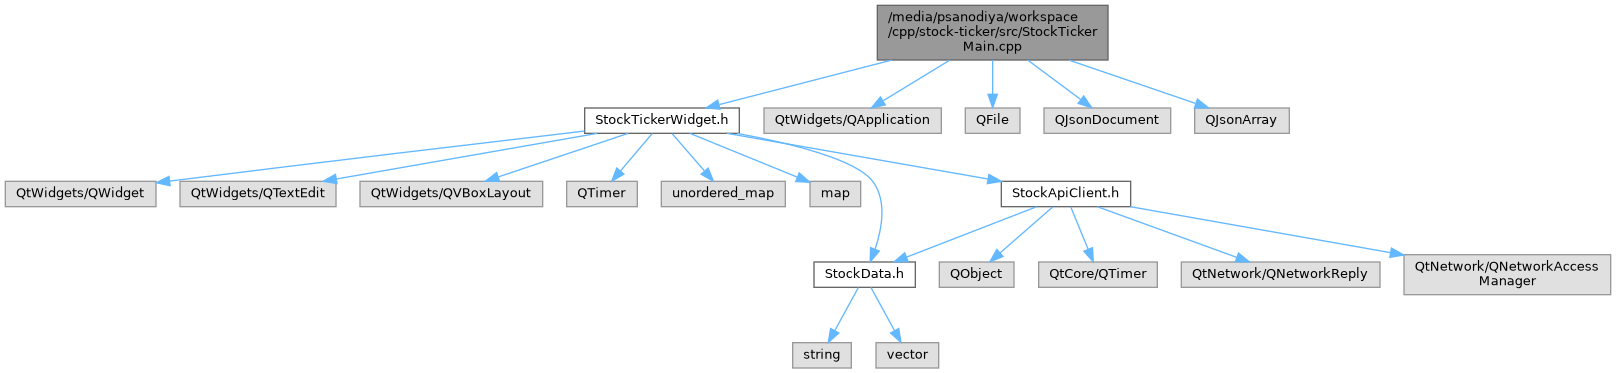 /media/psanodiya/workspace
/cpp/stock-ticker/src/StockTicker
Main.cpp
StockTickerWidget.h
QtWidgets/QApplication
QFile
QJsonDocument
QJsonArray
QtWidgets/QWidget
QtWidgets/QTextEdit
QtWidgets/QVBoxLayout
QTimer
unordered_map
map
StockApiClient.h
StockData.h
QObject
QtCore/QTimer
QtNetwork/QNetworkReply
QtNetwork/QNetworkAccess
Manager
string
vector